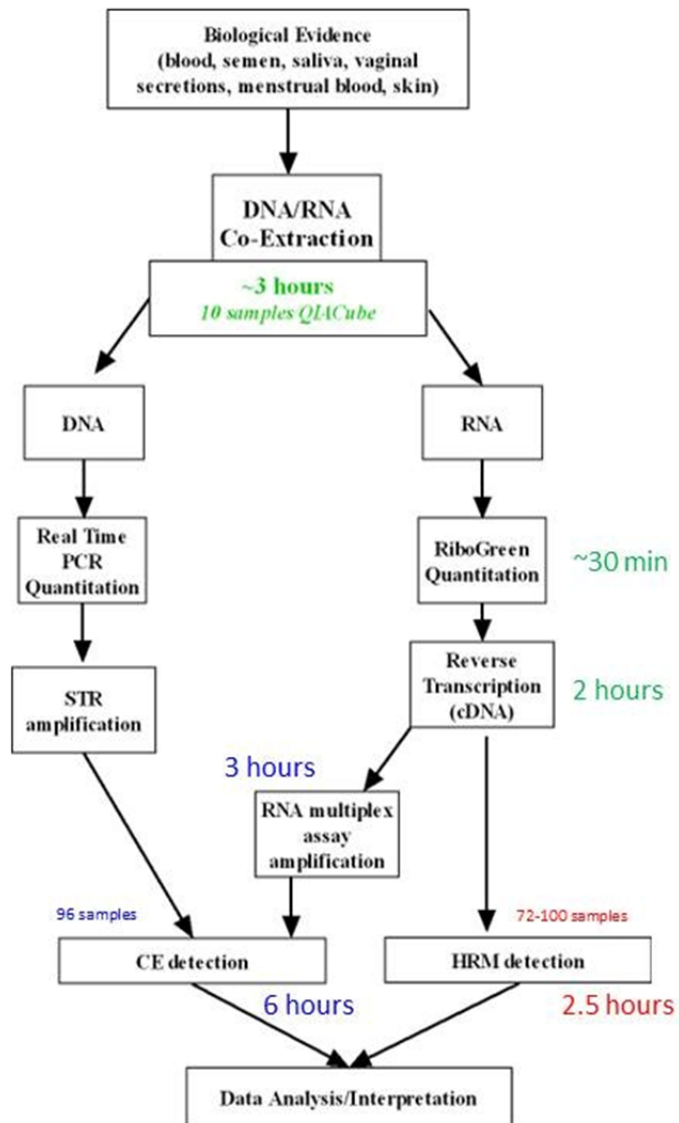 Biological Evidence
(blood, semen, saliva, vaginal
secretions, menstrual blood, skin)
DNA/RNA
Co-Extraction
~3 hours
10 samples QIACube
DNA
RNA
Real Time
PCR
Quantitation
RiboGreen
Quantitation
~30 min
STR
amplification
Reverse
Transcription
(cDNA)
2 hours
3 hours
RNA multiplex
assay
amplification
96 samples
72-100 samples
CE detection
HRM detection
6 hours
2.5 hours
Data Analysis/Interpretation